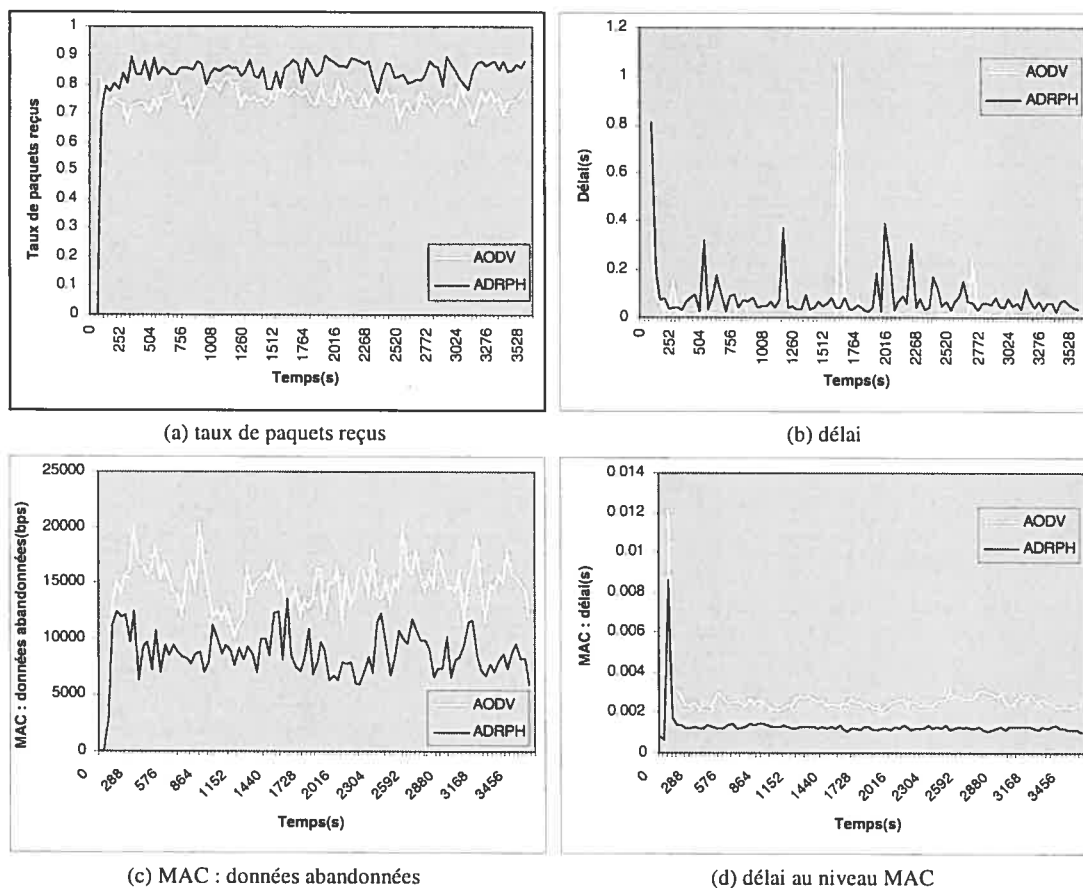 1
0.9
0.8
0.7
0.6
0.5
0.4
0.3
0.2
0.1
0
Taux de paquets reçus
AODV
ADRPH
0 252 504 756 1008 1260 1512 1764 2016 2268 2520 2772 3024 3276 3528
Temps(s)
(a) taux de paquets reçus
1.2
1
0.8
0.6
0.4
0.2
0
Délai(s)
AODV
ADRPH
0 252 504 756 1008 1260 1512 1764 2016 2268 2520 2772 3024 3276 3528
Temps(s)
(b) délai
25000
20000
15000
10000
5000
0
MAC : données abandonnées(bps)
AODV
ADRPH
0 288 576 864 1152 1440 1728 2016 2304 2592 2880 3168 3456
Temps(s)
(c) MAC : données abandonnées
0.014
0.012
0.01
0.008
0.006
0.004
0.002
0
MAC : délai(s)
AODV
ADRPH
0 288 576 864 1152 1440 1728 2016 2304 2592 2880 3168 3456
Temps(s)
(d) délai au niveau MAC